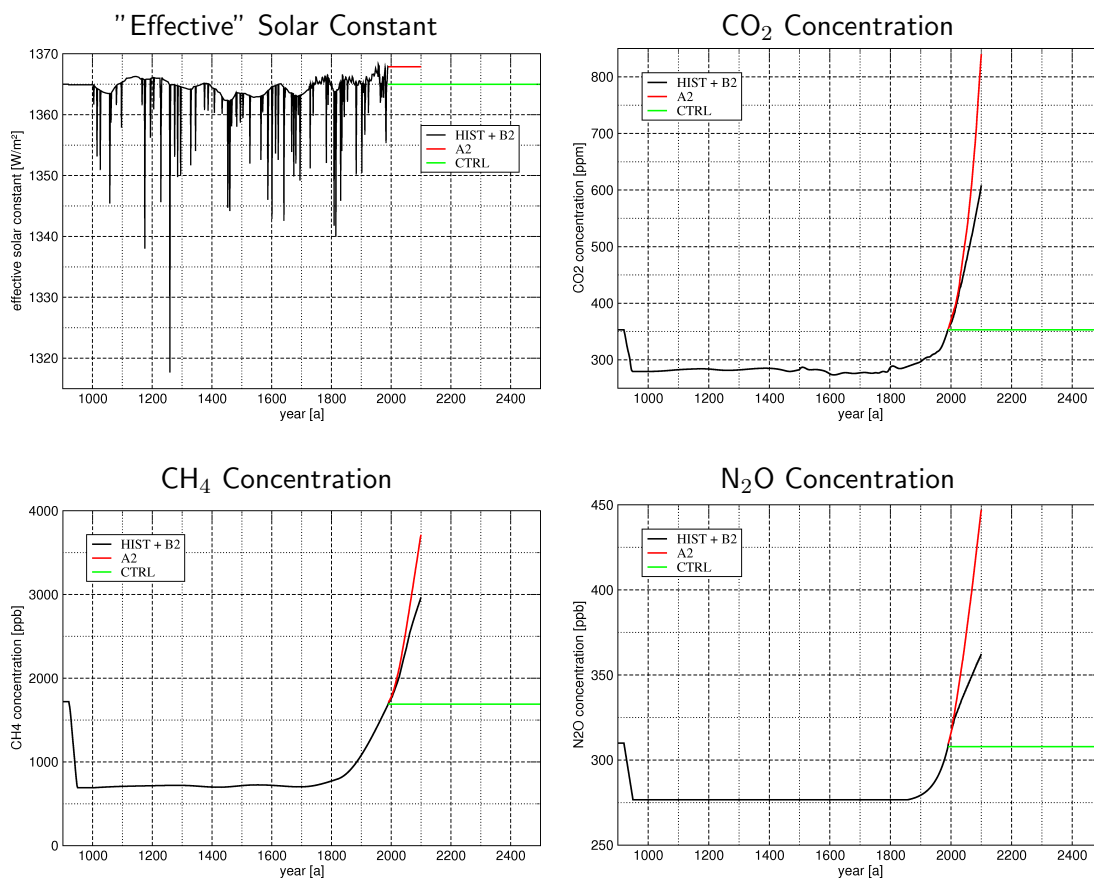 ”Effective” Solar Constant
1370
1360
1350
1340
1330
1320
effective solar constant [W/m²]
HIST + B2
A2
CTRL
1000 1200 1400 1600 1800 2000 2200 2400
year [a]
CO₂ Concentration
800
700
600
500
400
300
CO2 concentration [ppm]
HIST + B2
A2
CTRL
1000 1200 1400 1600 1800 2000 2200 2400
year [a]
CH₄ Concentration
4000
3000
2000
1000
0
CH4 concentration [ppb]
HIST + B2
A2
CTRL
1000 1200 1400 1600 1800 2000 2200 2400
year [a]
N₂O Concentration
450
400
350
300
250
N2O concentration [ppb]
HIST + B2
A2
CTRL
1000 1200 1400 1600 1800 2000 2200 2400
year [a]